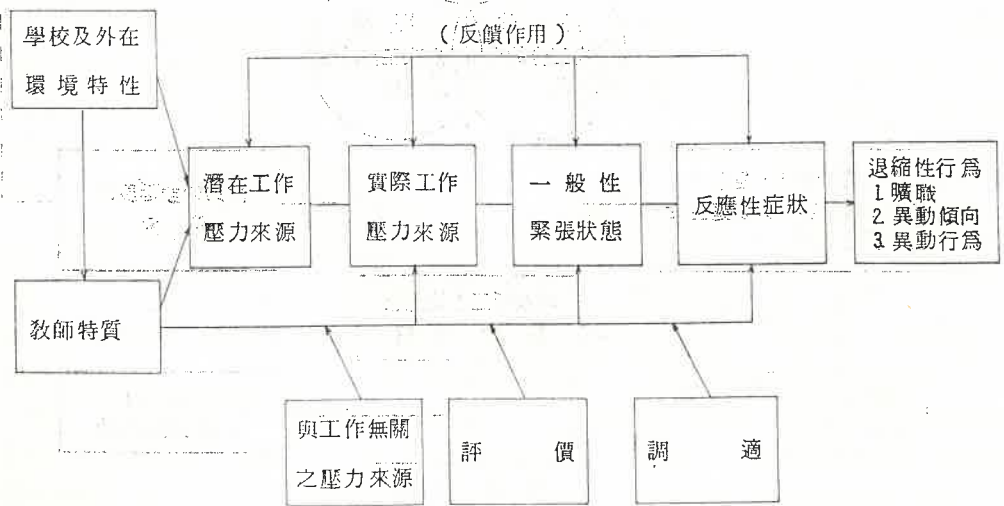 （反饋作用）
學校及外在
環境特性
潛在工作
壓力來源
實際工作
壓力來源
一般性
緊張狀態
反應性症狀
退縮性行爲
1 曠職
2. 異動傾向
3. 異動行爲
教師特質
與工作無關
之壓力來源
評價
調適